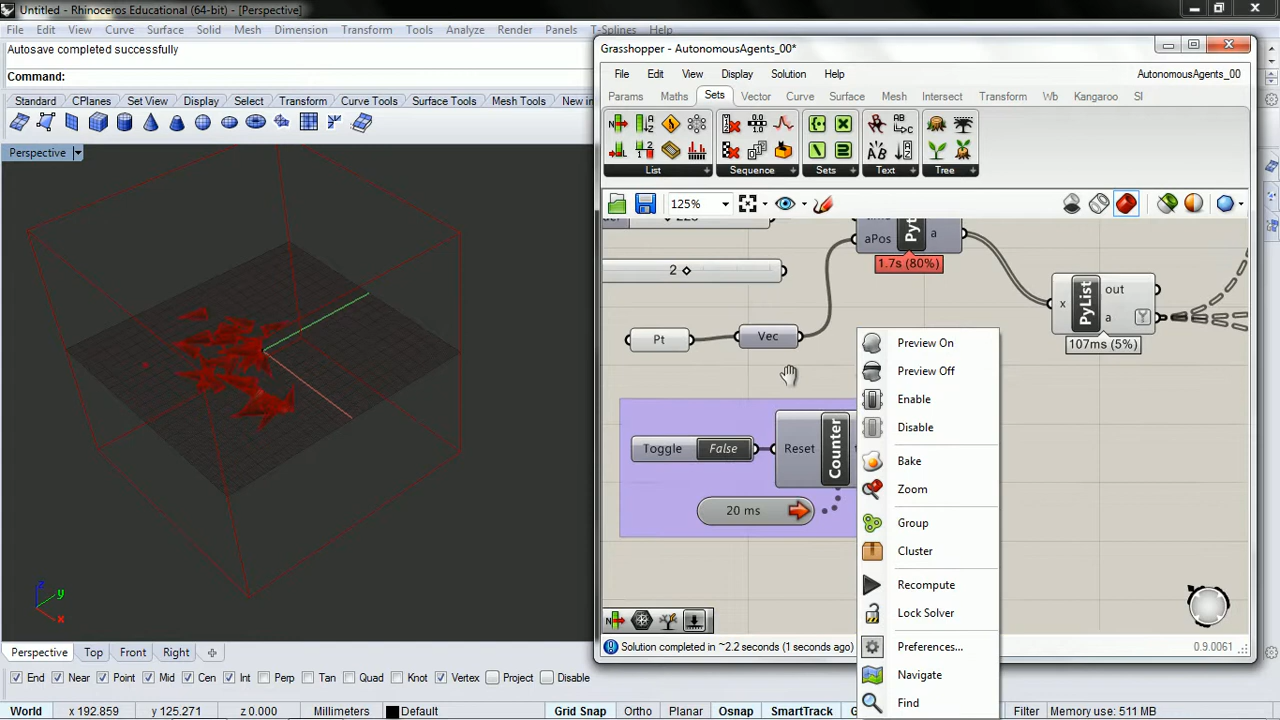 Untitled - Rhinoceros Educational (64-bit) - [Perspective]
File Edit View Curve Surface Solid Mesh Dimension Transform Tools T-Splines Analyze Render Panels Help
Autosave completed successfully
Command:
Standard CPlanes Set View Display Select Transform Curve Tools Surface Tools Mesh Tools New in
Perspective
z
y
x
Perspective Top Front Right
End Near Point Mid Cen Int Perp Tan Quad Knot Vertex Project Disable
World x 192.859 y 125.271 z 0.000 Millimeters Default Grid Snap Ortho Planar Osnap SmartTrack Filter Memory use: 511 MB
Grasshopper - AutonomousAgents_00*
File Edit View Display Solution Help AutonomousAgents_00
Params Maths Sets Vector Curve Surface Mesh Intersect Transform Wb Kangaroo SI
List Sequence Sets Text Tree
125%
aPos a
2
1.7s (80%)
Pt Vec
x PyList out
a
107ms (5%)
Toggle False Reset Counter
20 ms
Preview On
Preview Off
Enable
Disable
Bake
Zoom
Group
Cluster
Recompute
Lock Solver
Preferences...
Navigate
Find
Solution completed in ~2.2 seconds (1 seconds ago)
0.9.0061